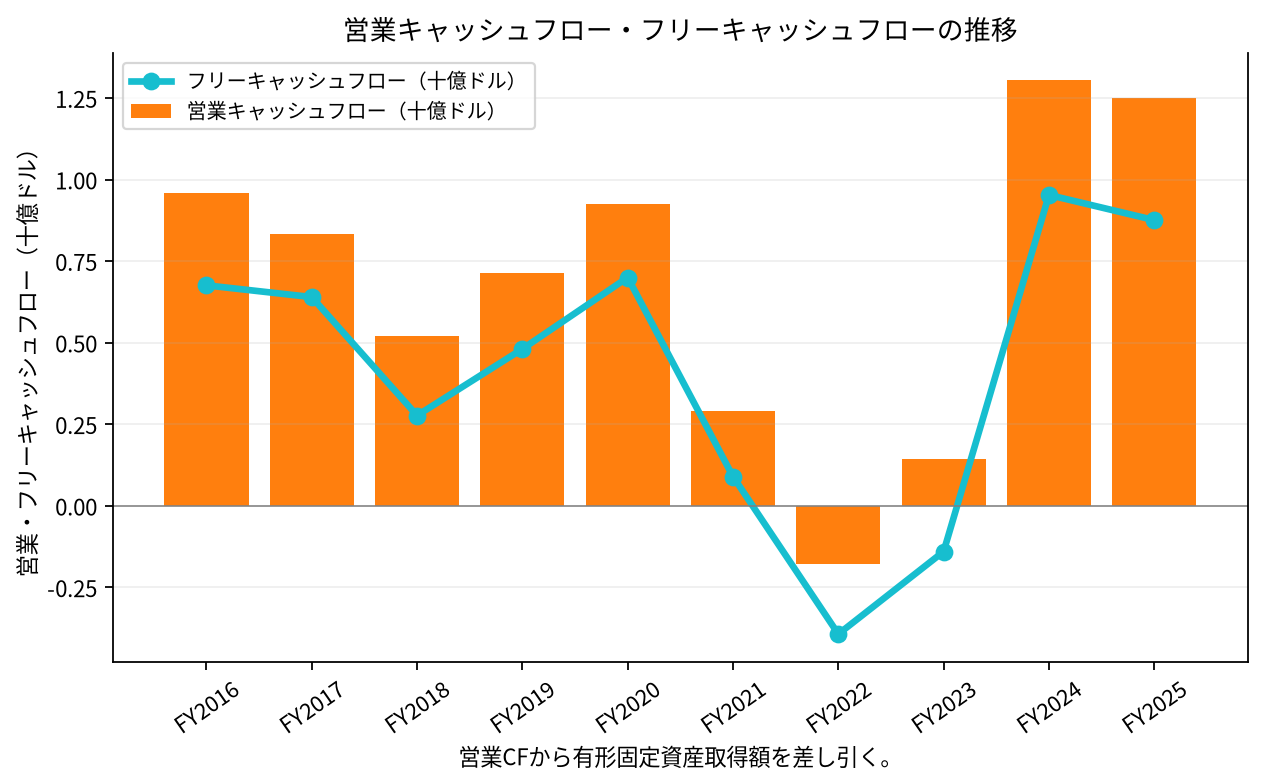 営業キャッシュフロー・フリーキャッシュフローの推移
フリーキャッシュフロー（十億ドル）
営業キャッシュフロー（十億ドル）
営業・フリーキャッシュフロー（十億ドル）
1.25
1.00
0.75
0.50
0.25
0.00
-0.25
FY2016
FY2017
FY2018
FY2019
FY2020
FY2021
FY2022
FY2023
FY2024
FY2025
営業CFから有形固定資産取得額を差し引く。